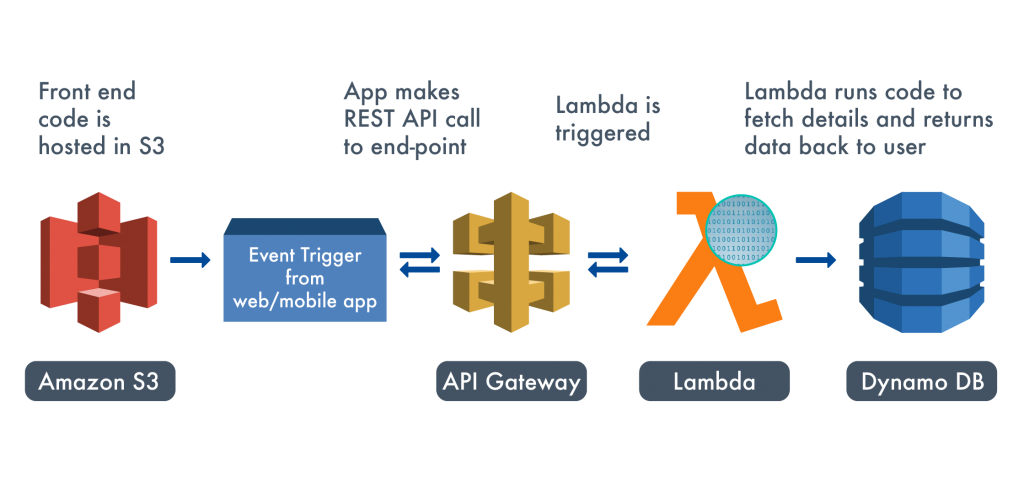 Front end
code is
hosted in S3
App makes
REST API call
to end-point
Lambda is
triggered
Lambda runs code to
fetch details and returns
data back to user
Event Trigger
from
web/mobile app
Amazon S3
API Gateway
Lambda
Dynamo DB